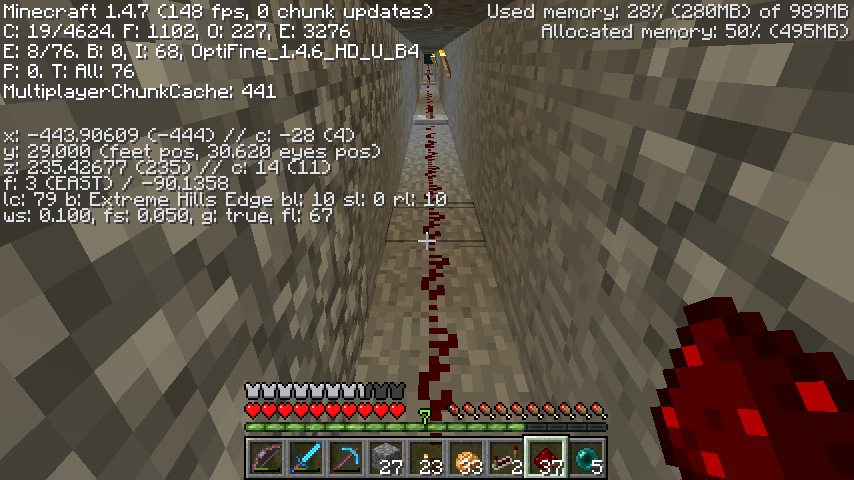 Minecraft 1.4.7 (148 fps, 0 chunk updates)
C: 19/4624. F: 1102, O: 227, E: 3276
E: 8/76. B: 0, I: 68, OptiFine_1.4.6_HD_U_B4
P: 0. T: All: 76
MultiplayerChunkCache: 441
Used memory: 28% (280MB) of 989MB
Allocated memory: 50% (495MB)
x: -443.90609 (-444) // c: -28 (4)
y: 29.000 (feet pos, 30.620 eyes pos)
z: 235.42677 (235) // c: 14 (11)
f: 3 (EAST) / -90.1358
lc: 79 b: Extreme Hills Edge bl: 10 sl: 0 rl: 10
ws: 0.100, fs: 0.050, g: true, fl: 67
7
27 23 33 2 37 5